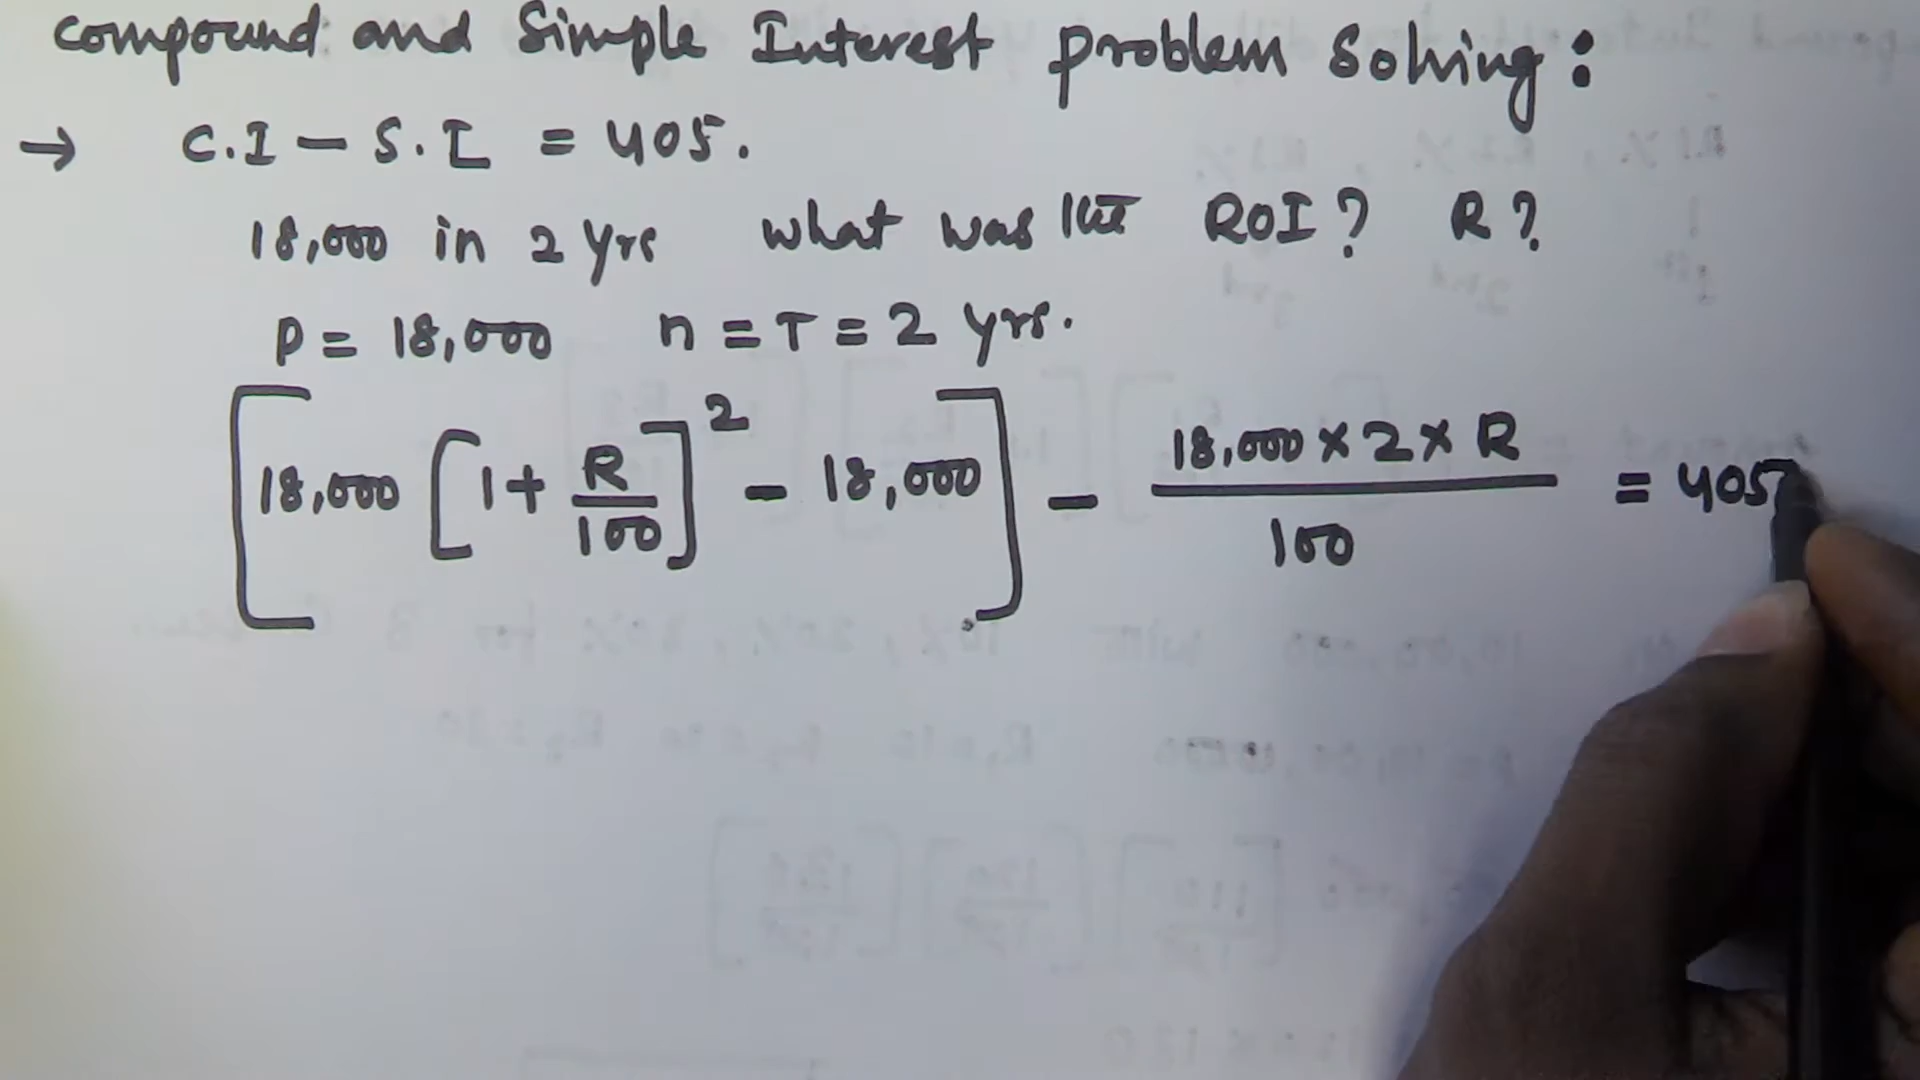 compound and Simple Interest problem solving:
→ C.I – S.I = 405.
18,000 in 2 yrs what was the ROI? R?
P = 18,000 n = T = 2 yrs.
[18,000 [1 + R/100]² – 18,000] – 18,000 × 2 × R / 100 = 405